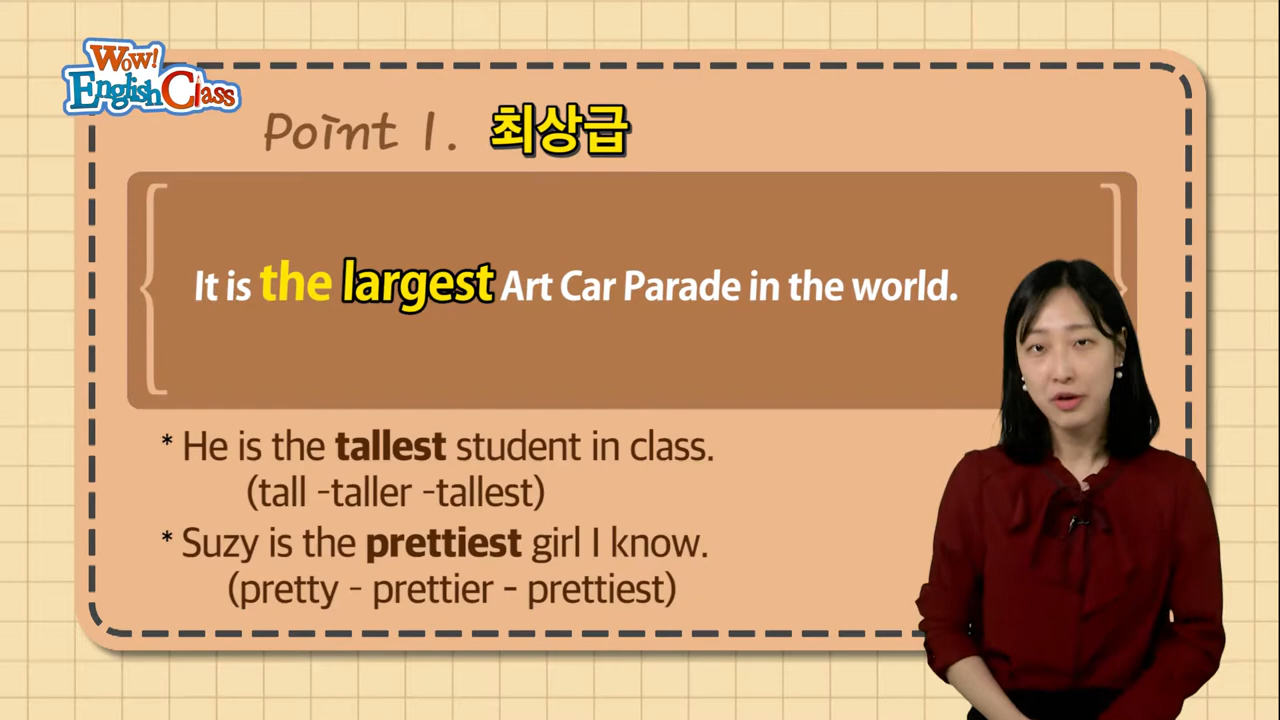 Wow!
English Class
Point 1. 최상급
It is the largest Art Car Parade in the world.
* He is the tallest student in class.
(tall -taller -tallest)
* Suzy is the prettiest girl I know.
(pretty - prettier - prettiest)